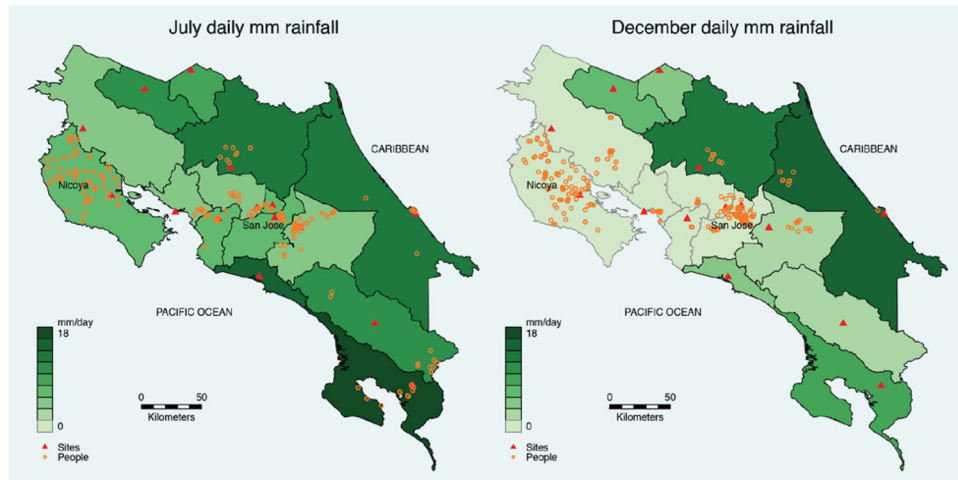 July daily mm rainfall
CARIBBEAN
Nicoya
San Jose
PACIFIC OCEAN
mm/day
18
0
0 50
Kilometers
Sites
People
December daily mm rainfall
CARIBBEAN
Nicoya
San Jose
PACIFIC OCEAN
mm/day
18
0
0 50
Kilometers
Sites
People